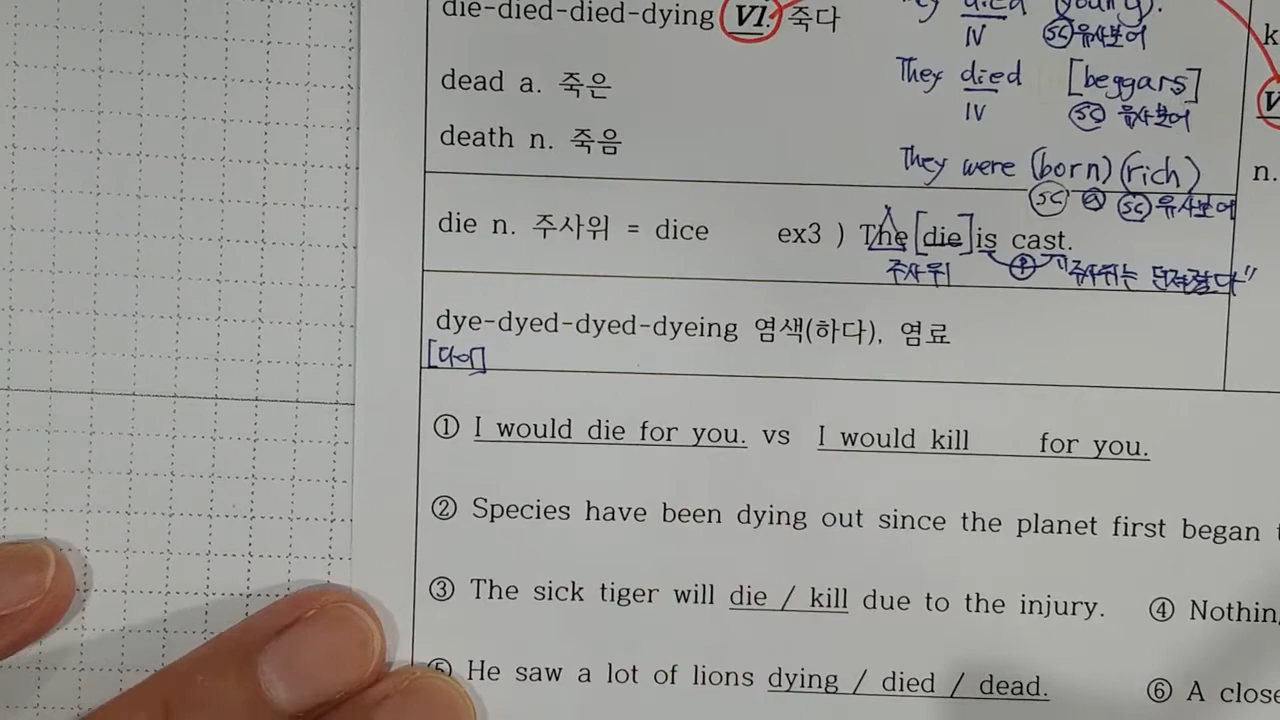 die-died-died-dying VI. 죽다
died (young).
IV SC 유사보어
They died [beggars]
IV SC 유사보어
dead a. 죽은
death n. 죽음
They were (born) (rich)
SC a SC 유사보어
n.
die n. 주사위 = dice ex3 ) The [die] is cast.
주사위 "주사위는 던져졌다"
dye-dyed-dyed-dyeing 염색(하다), 염료
[다이]
① I would die for you. vs I would kill for you.
② Species have been dying out since the planet first began
③ The sick tiger will die / kill due to the injury. ④ Nothin
⑤ He saw a lot of lions dying / died / dead. ⑥ A close